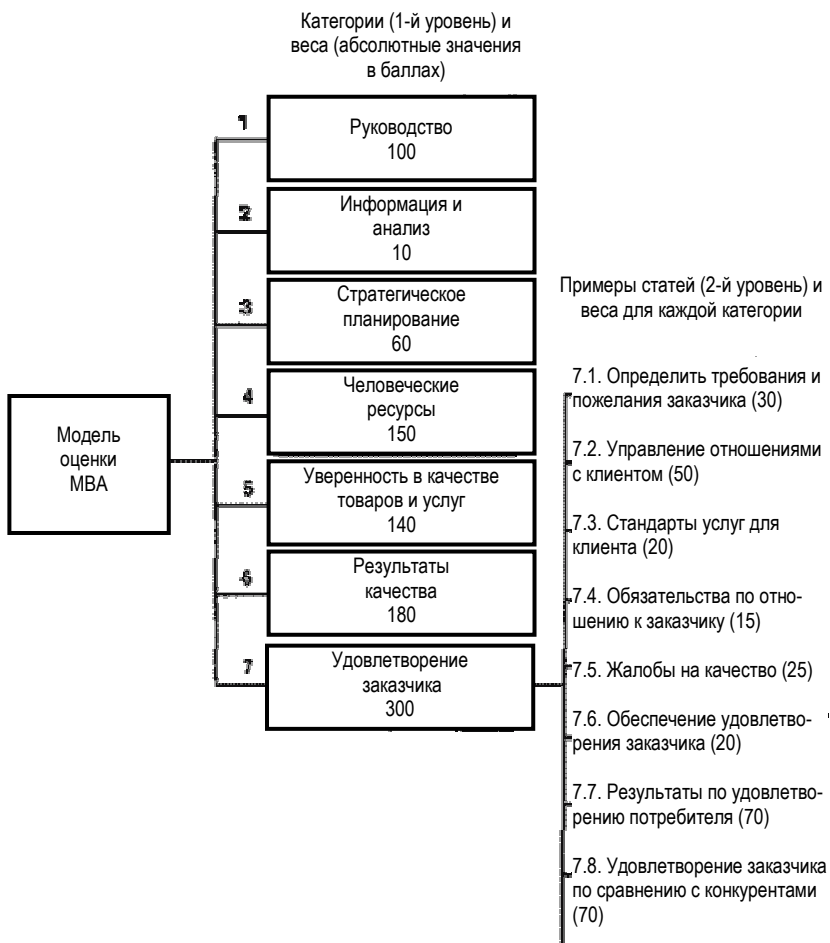 Категории (1-й уровень) и
веса (абсолютные значения
в баллах)
1
Руководство
100
2
Информация и
анализ
10
3
Стратегическое
планирование
60
4
Человеческие
ресурсы
150
5
Уверенность в качестве
товаров и услуг
140
6
Результаты
качества
180
7
Удовлетворение
заказчика
300
Модель
оценки
МВА
Примеры статей (2-й уровень) и
веса для каждой категории
7.1. Определить требования и
пожелания заказчика (30)
7.2. Управление отношениями
с клиентом (50)
7.3. Стандарты услуг для
клиента (20)
7.4. Обязательства по отно-
шению к заказчику (15)
7.5. Жалобы на качество (25)
7.6. Обеспечение удовлетво-
рения заказчика (20)
7.7. Результаты по удовлетво-
рению потребителя (70)
7.8. Удовлетворение заказчика
по сравнению с конкурентами
(70)